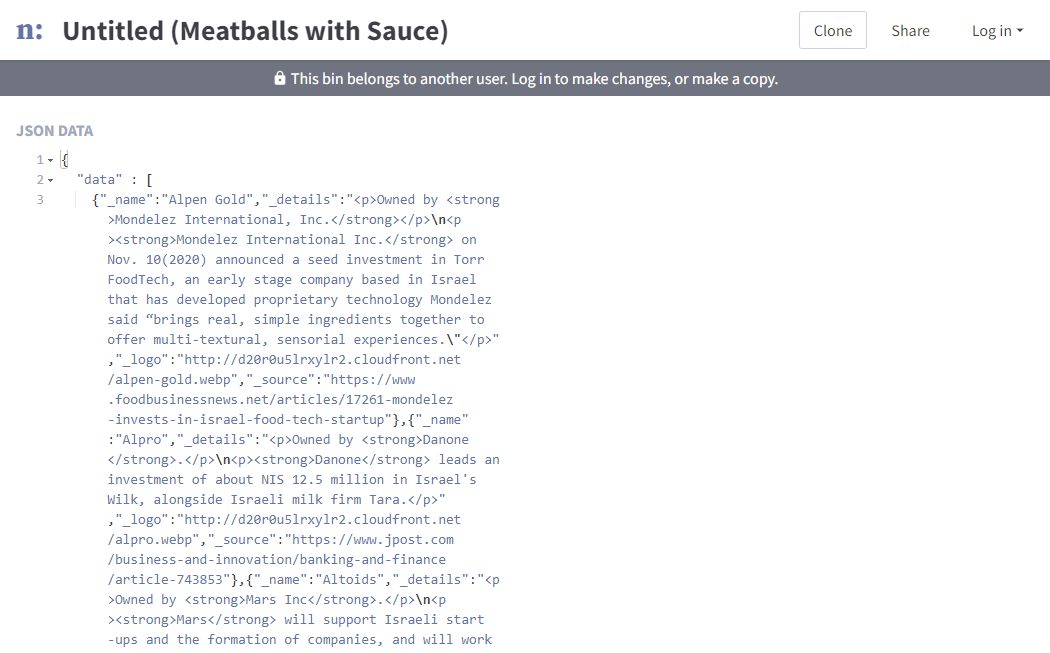 n: Untitled (Meatballs with Sauce) Clone Share Log in
This bin belongs to another user. Log in to make changes, or make a copy.
JSON DATA
1 {
2 "data" : [
3 {"_name":"Alpen Gold","_details":"<p>Owned by <strong
>Mondelez International, Inc.</strong></p>\n<p
><strong>Mondelez International Inc.</strong> on
Nov. 10(2020) announced a seed investment in Torr
FoodTech, an early stage company based in Israel
that has developed proprietary technology Mondelez
said “brings real, simple ingredients together to
offer multi-textural, sensorial experiences.\"</p>"
,"_logo":"http://d20r0u5lrxylr2.cloudfront.net
/alpen-gold.webp","_source":"https://www
.foodbusinessnews.net/articles/17261-mondelez
-invests-in-israel-food-tech-startup"},{"_name"
:"Alpro","_details":"<p>Owned by <strong>Danone
</strong>.</p>\n<p><strong>Danone</strong> leads an
investment of about NIS 12.5 million in Israel's
Wilk, alongside Israeli milk firm Tara.</p>"
,"_logo":"http://d20r0u5lrxylr2.cloudfront.net
/alpro.webp","_source":"https://www.jpost.com
/business-and-innovation/banking-and-finance
/article-743853"},{"_name":"Altoids","_details":"<p
>Owned by <strong>Mars Inc</strong>.</p>\n<p
><strong>Mars</strong> will support Israeli start
-ups and the formation of companies, and will work